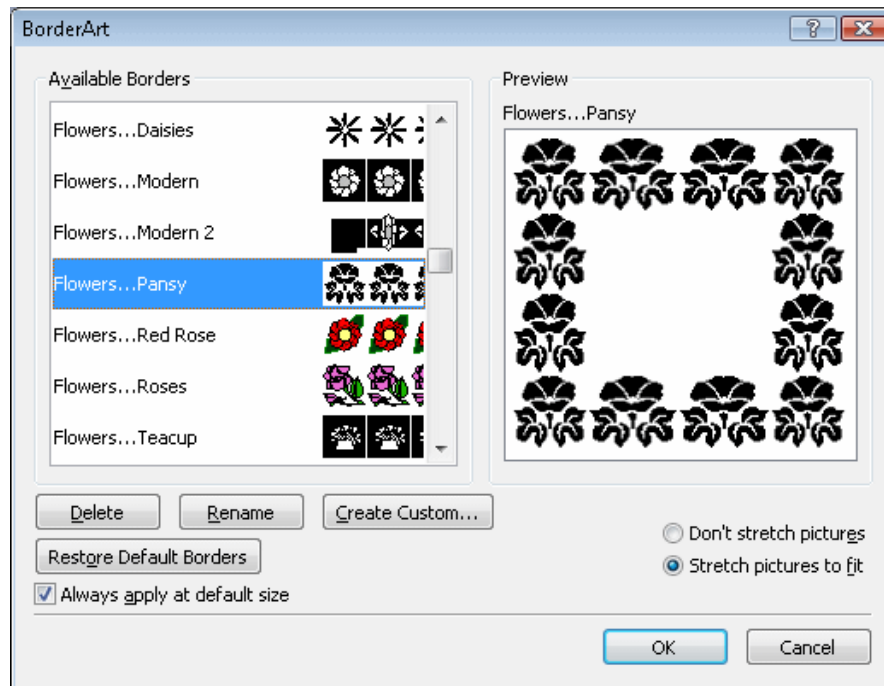 BorderArt
Available Borders
Flowers...Daisies
Flowers...Modern
Flowers...Modern 2
Flowers...Pansy
Flowers...Red Rose
Flowers...Roses
Flowers...Teacup
Preview
Flowers...Pansy
Delete
Rename
Create Custom...
Restore Default Borders
Always apply at default size
Don't stretch pictures
Stretch pictures to fit
OK
Cancel